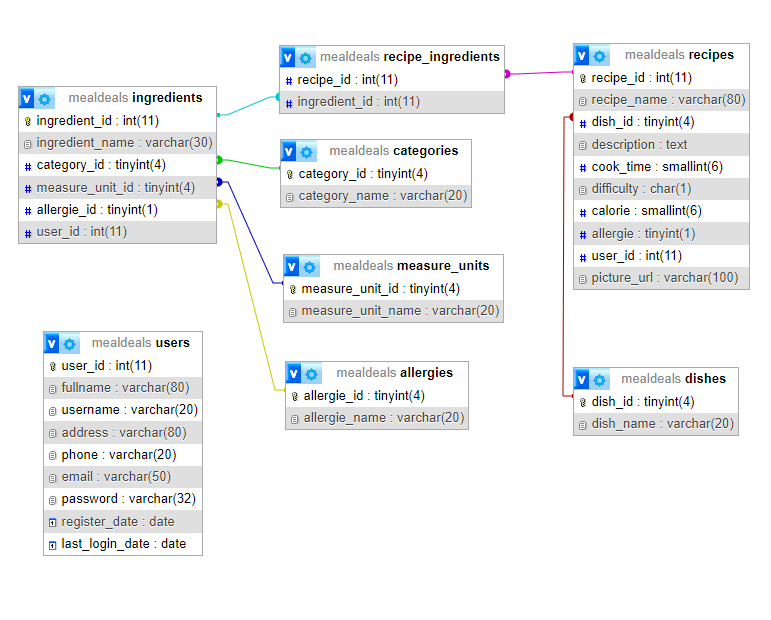 mealdeals ingredients
ingredient_id : int(11)
ingredient_name : varchar(30)
category_id : tinyint(4)
measure_unit_id : tinyint(4)
allergie_id : tinyint(1)
user_id : int(11)
mealdeals users
user_id : int(11)
fullname : varchar(80)
username : varchar(20)
address : varchar(80)
phone : varchar(20)
email : varchar(50)
password : varchar(32)
register_date : date
last_login_date : date
mealdeals recipe_ingredients
recipe_id : int(11)
ingredient_id : int(11)
mealdeals categories
category_id : tinyint(4)
category_name : varchar(20)
mealdeals measure_units
measure_unit_id : tinyint(4)
measure_unit_name : varchar(20)
mealdeals allergies
allergie_id : tinyint(4)
allergie_name : varchar(20)
mealdeals recipes
recipe_id : int(11)
recipe_name : varchar(80)
dish_id : tinyint(4)
description : text
cook_time : smallint(6)
difficulty : char(1)
calorie : smallint(6)
allergie : tinyint(1)
user_id : int(11)
picture_url : varchar(100)
mealdeals dishes
dish_id : tinyint(4)
dish_name : varchar(20)